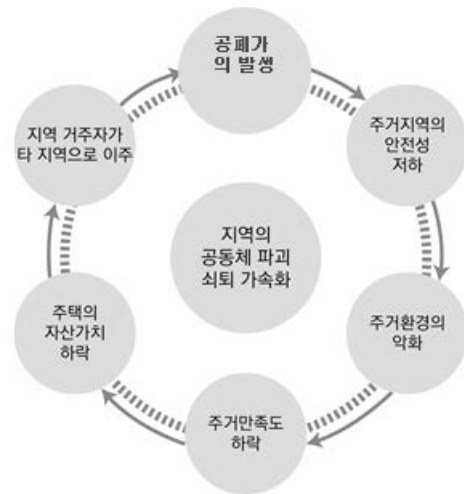 공폐가
의 발생
주거지역의
안전성
저하
주거환경의
악화
주거만족도
하락
주택의
자산가치
하락
지역 거주자가
타 지역으로 이주
지역의
공동체 파괴
쇠퇴 가속화